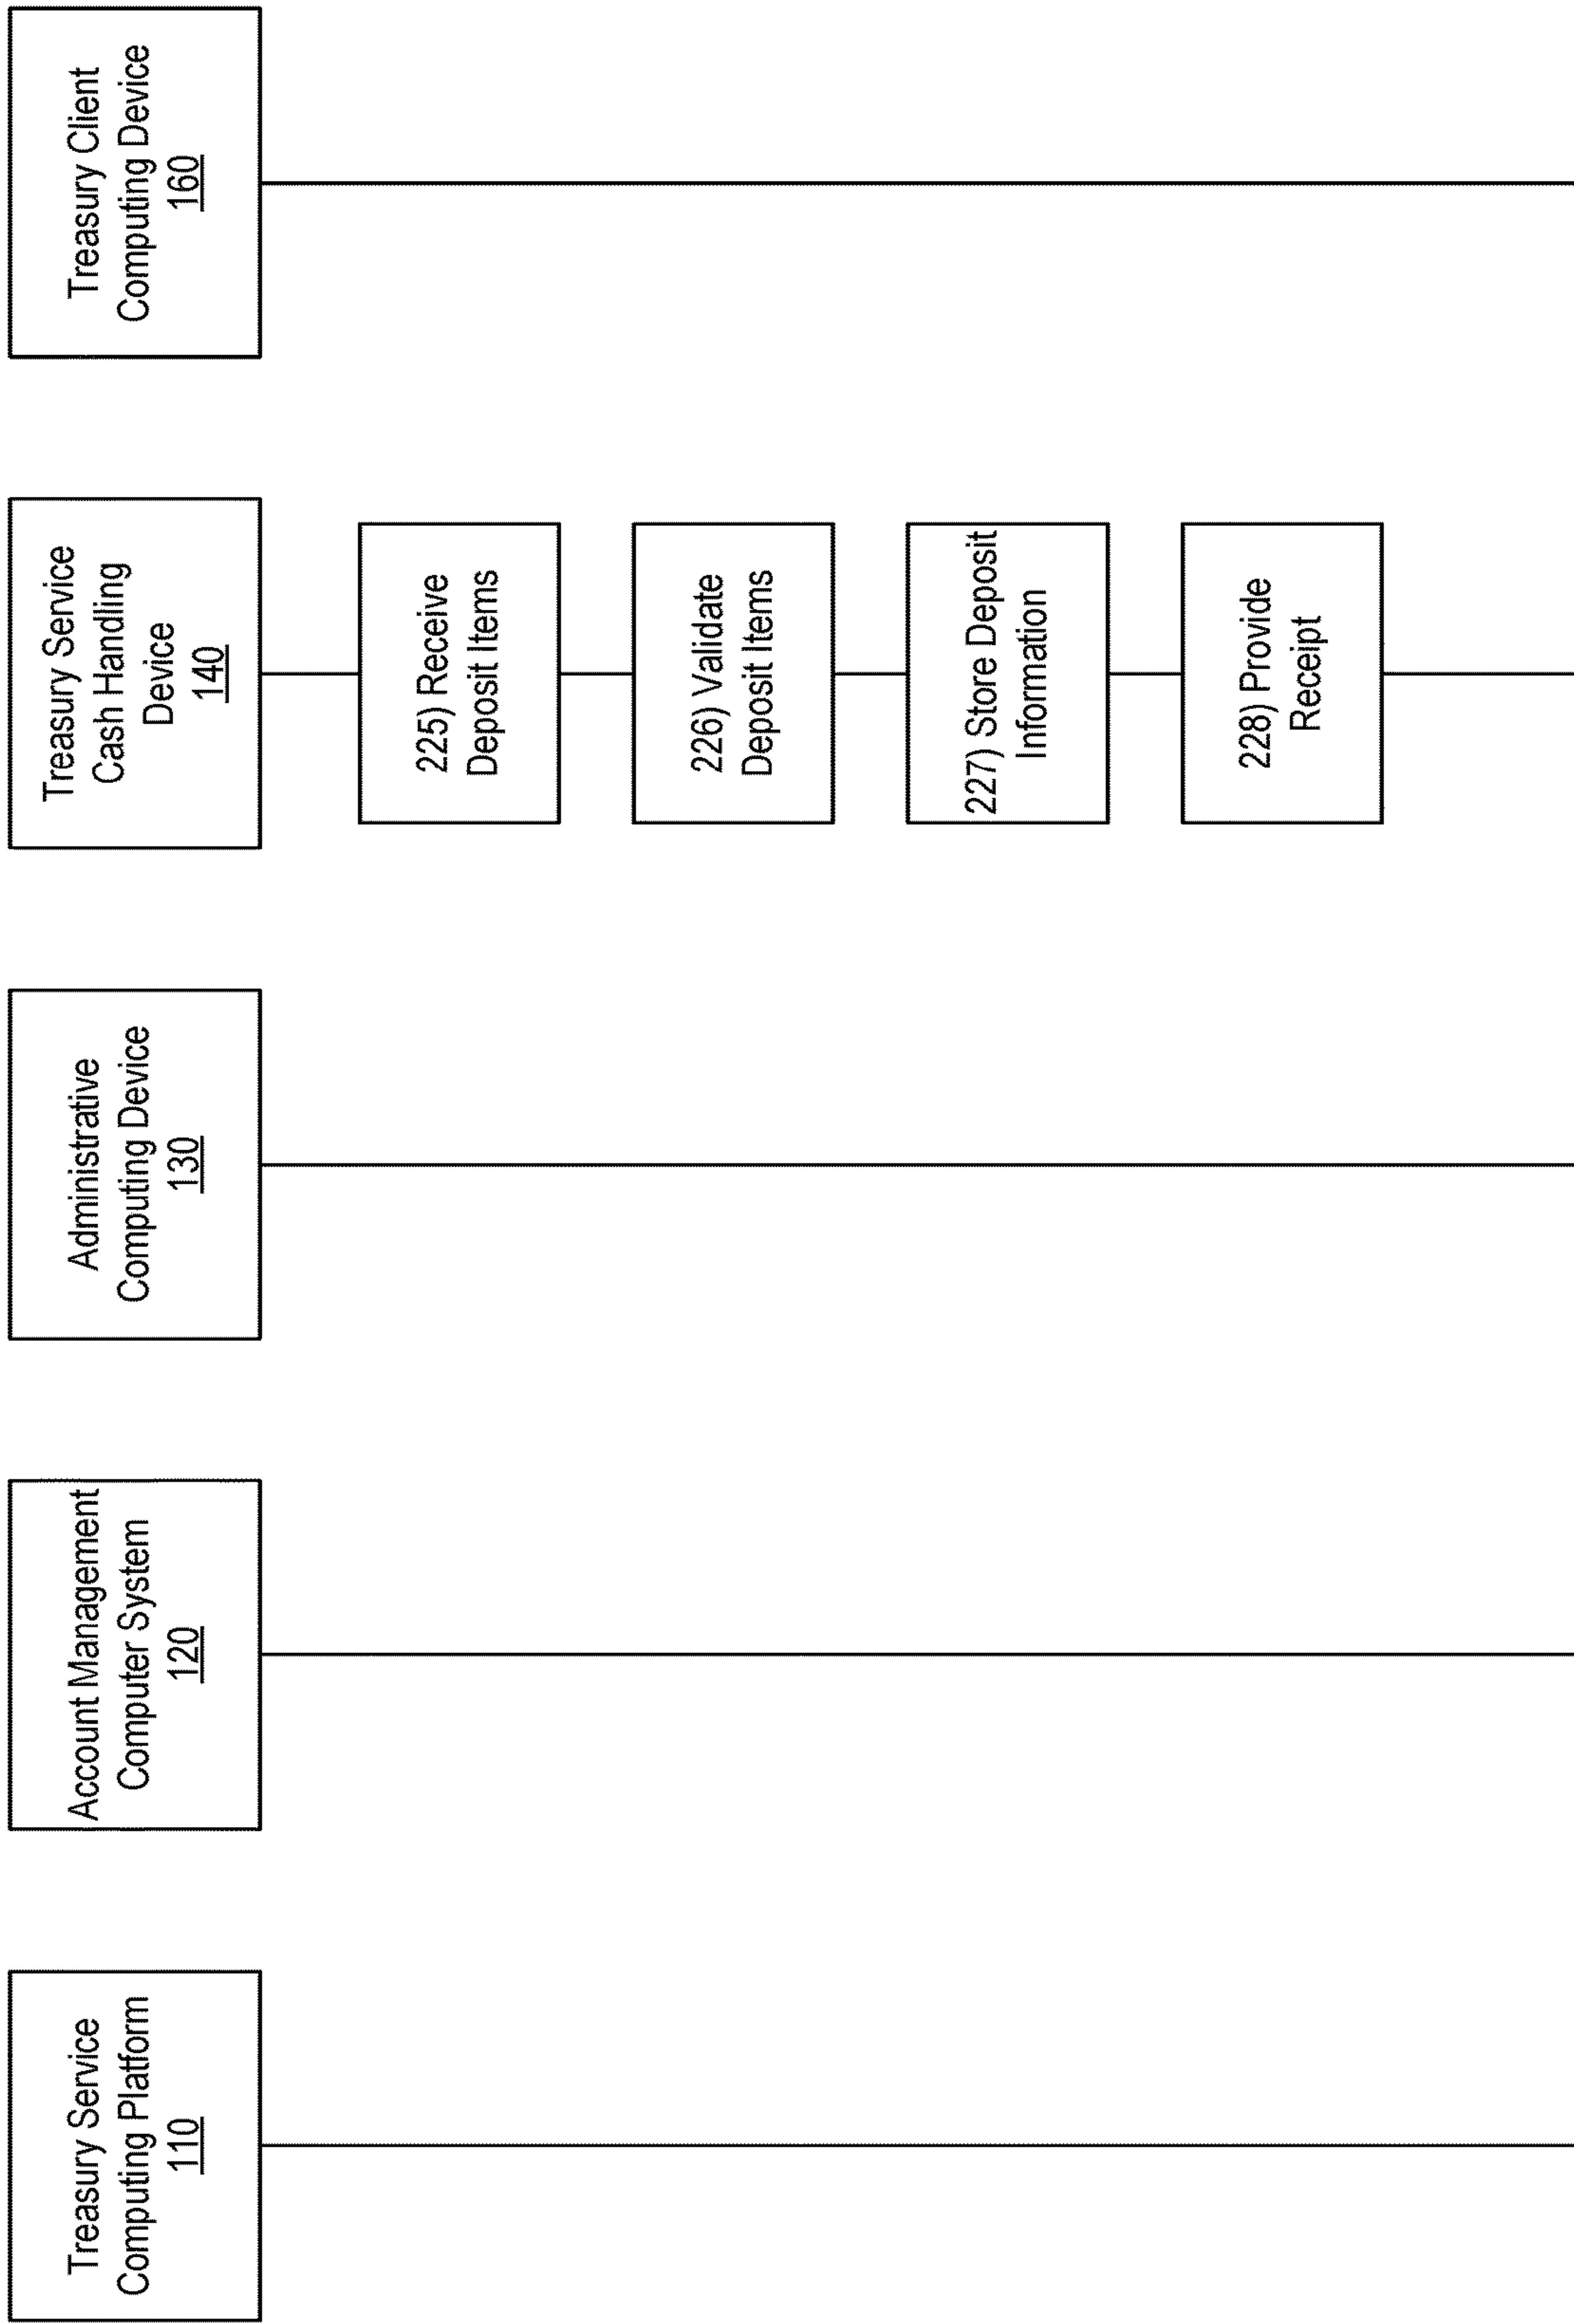 Treasury Service
Computing Platform
110
Account Management
Computer System
120
Administrative
Computing Device
130
Treasury Service
Cash Handling
Device
140
Treasury Client
Computing Device
160
225) Receive
Deposit Items
226) Validate
Deposit Items
227) Store Deposit
Information
228) Provide
Receipt